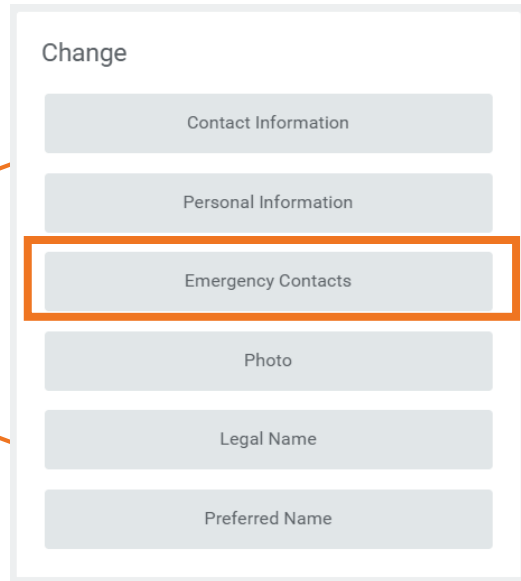 Change
Contact Information
Personal Information
Emergency Contacts
Photo
Legal Name
Preferred Name